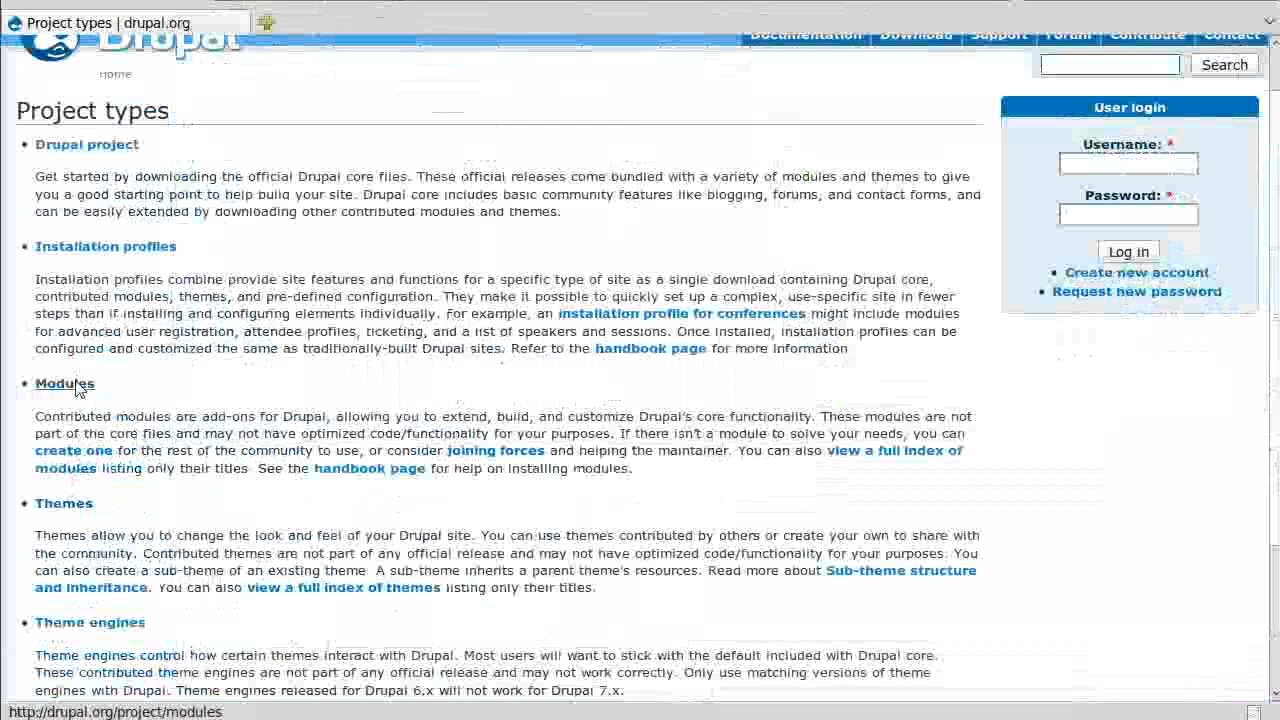 Project types | drupal.org
Drupal
Documentation Download Support Forum Contribute Contact
Home
Search
Project types
User login
• Drupal project
Username: *
Get started by downloading the official Drupal core files. These official releases come bundled with a variety of modules and themes to give
you a good starting point to help build your site. Drupal core includes basic community features like blogging, forums, and contact forms, and
can be easily extended by downloading other contributed modules and themes.
Password: *
• Installation profiles
Log in
• Create new account
• Request new password
Installation profiles combine provide site features and functions for a specific type of site as a single download containing Drupal core,
contributed modules, themes, and pre-defined configuration. They make it possible to quickly set up a complex, use-specific site in fewer
steps than if installing and configuring elements individually. For example, an installation profile for conferences might include modules
for advanced user registration, attendee profiles, ticketing, and a list of speakers and sessions. Once installed, installation profiles can be
configured and customized the same as traditionally-built Drupal sites. Refer to the handbook page for more information
• Modules
Contributed modules are add-ons for Drupal, allowing you to extend, build, and customize Drupal's core functionality. These modules are not
part of the core files and may not have optimized code/functionality for your purposes. If there isn't a module to solve your needs, you can
create one for the rest of the community to use, or consider joining forces and helping the maintainer. You can also view a full index of
modules listing only their titles. See the handbook page for help on installing modules.
• Themes
Themes allow you to change the look and feel of your Drupal site. You can use themes contributed by others or create your own to share with
the community. Contributed themes are not part of any official release and may not have optimized code/functionality for your purposes. You
can also create a sub-theme of an existing theme. A sub-theme inherits a parent theme's resources. Read more about Sub-theme structure
and inheritance. You can also view a full index of themes listing only their titles.
• Theme engines
Theme engines control how certain themes interact with Drupal. Most users will want to stick with the default included with Drupal core.
These contributed theme engines are not part of any official release and may not work correctly. Only use matching versions of theme
engines with Drupal. Theme engines released for Drupal 6.x will not work for Drupal 7.x.
http://drupal.org/project/modules